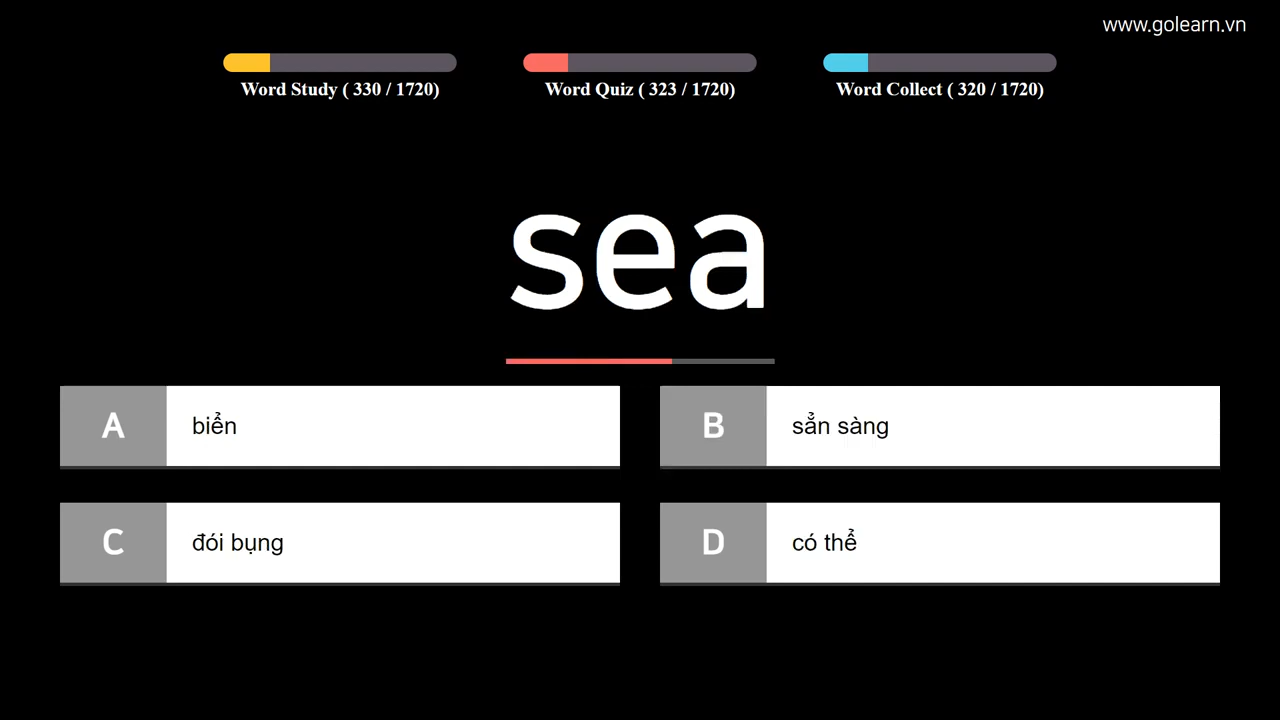 www.golearn.vn
Word Study ( 330 / 1720)
Word Quiz ( 323 / 1720)
Word Collect ( 320 / 1720)
sea
A biển
B sẳn sàng
C đói bụng
D có thể